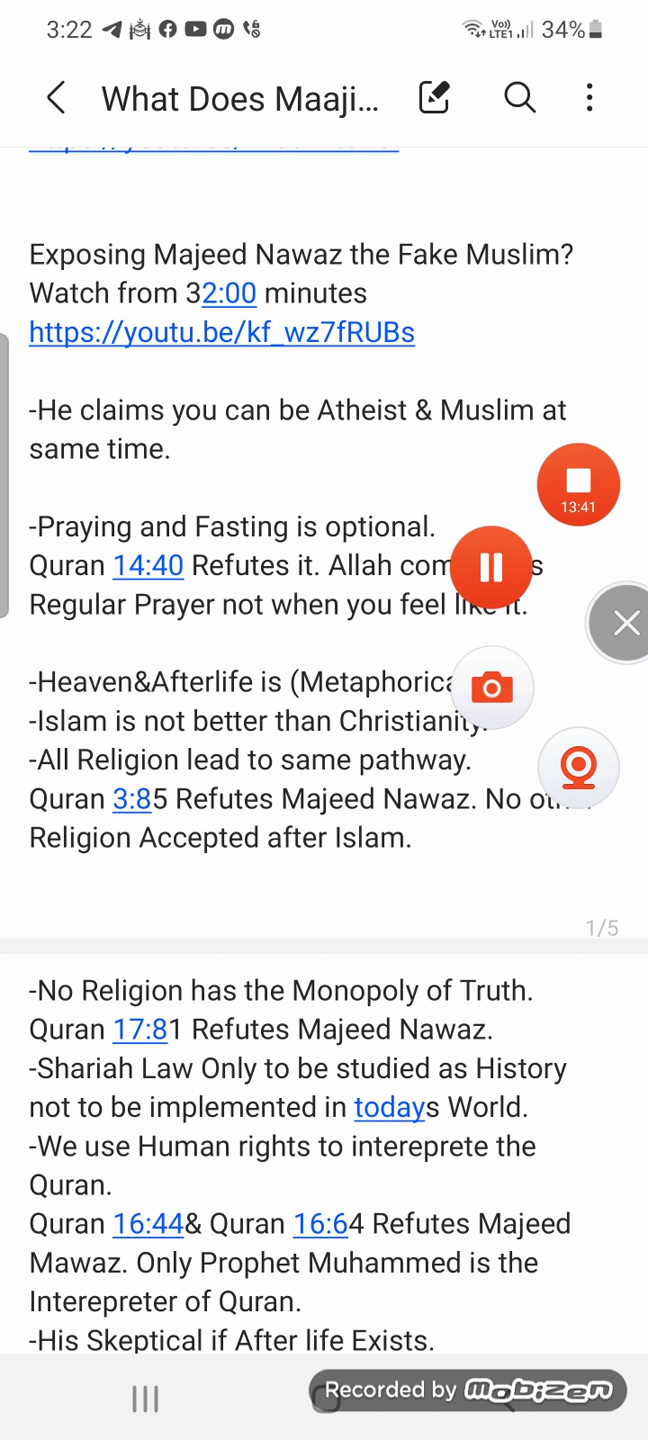 3:22
Vo))
LTE1
34%
What Does Maaji...
Exposing Majeed Nawaz the Fake Muslim?
Watch from 32:00 minutes
https://youtu.be/kf_wz7fRUBs
-He claims you can be Atheist & Muslim at
same time.
13:41
-Praying and Fasting is optional.
Quran 14:40 Refutes it. Allah com s
Regular Prayer not when you feel like it.
-Heaven&Afterlife is (Metaphorica
-Islam is not better than Christianity.
-All Religion lead to same pathway.
Quran 3:85 Refutes Majeed Nawaz. No
Religion Accepted after Islam.
1/5
-No Religion has the Monopoly of Truth.
Quran 17:81 Refutes Majeed Nawaz.
-Shariah Law Only to be studied as History
not to be implemented in todays World.
-We use Human rights to intereprete the
Quran.
Quran 16:44& Quran 16:64 Refutes Majeed
Mawaz. Only Prophet Muhammed is the
Interepreter of Quran.
-His Skeptical if After life Exists.
Recorded by mobizen